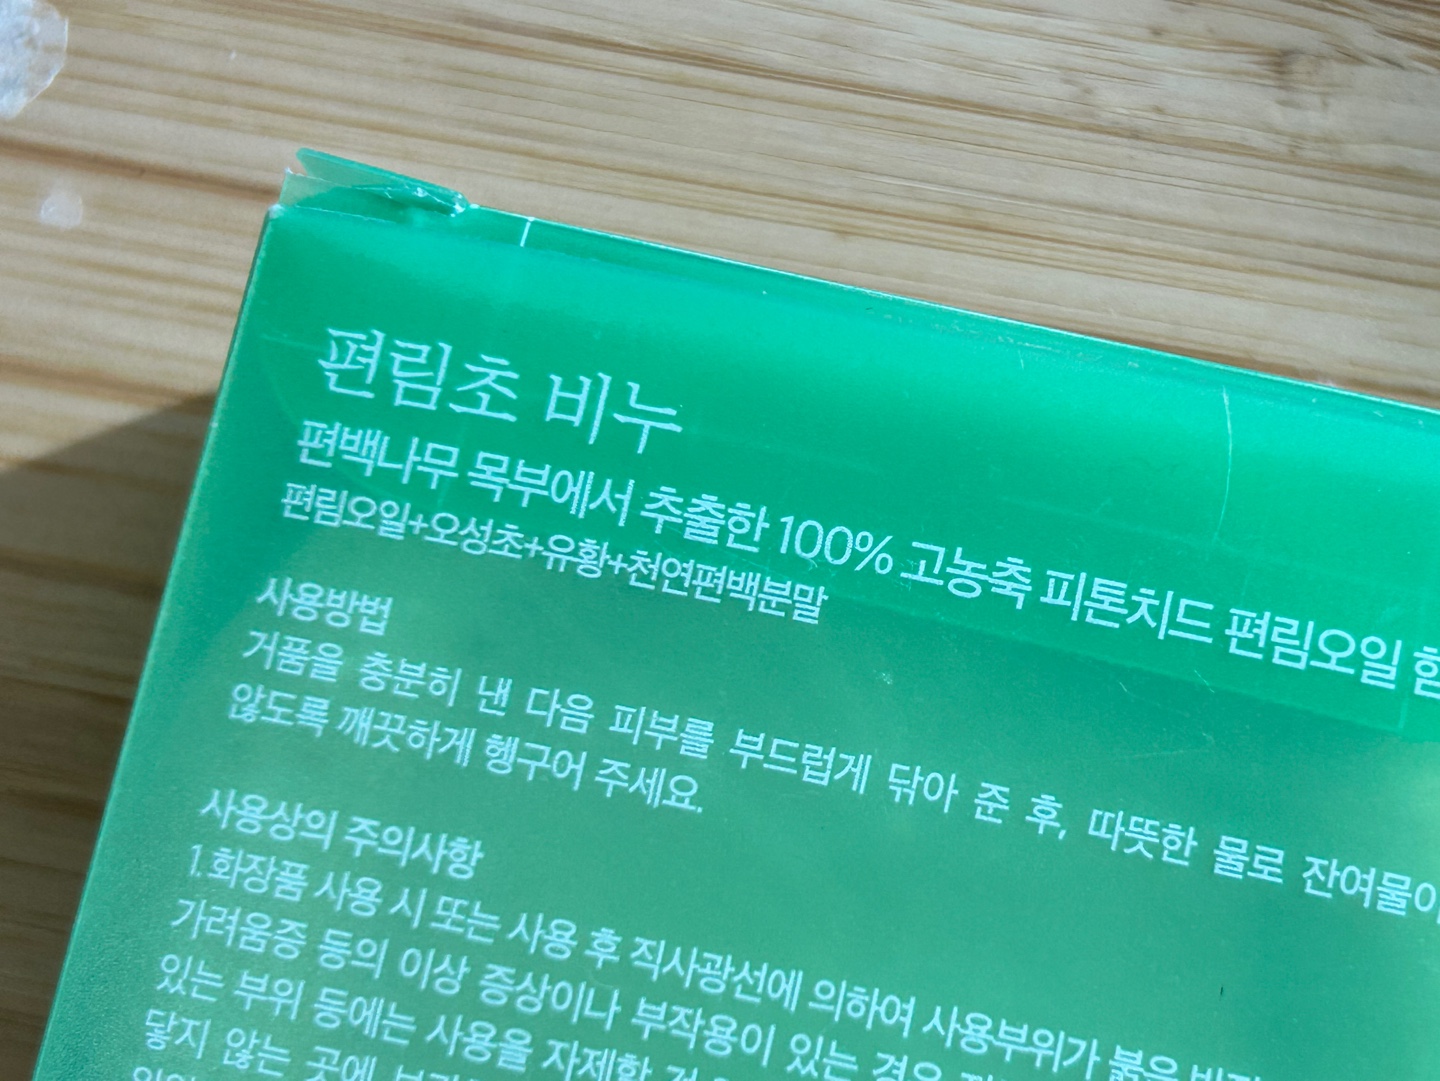 편림초 비누
편백나무 목부에서 추출한 100% 고농축 피톤치드 편림오일
편림오일+오성초+유황+천연편백분말
사용방법
거품을 충분히 낸 다음 피부를 부드럽게 닦아 준 후, 따뜻한 물로 잔여물이
않도록 깨끗하게 헹구어 주세요.
사용상의 주의사항
1.화장품 사용 시 또는 사용 후 직사광선에 의하여 사용부위가 붉은
가려움증 등의 이상 증상이나 부작용이 있는 경우
있는 부위 등에는 사용을 자제할 것
닿지 않는 곳에